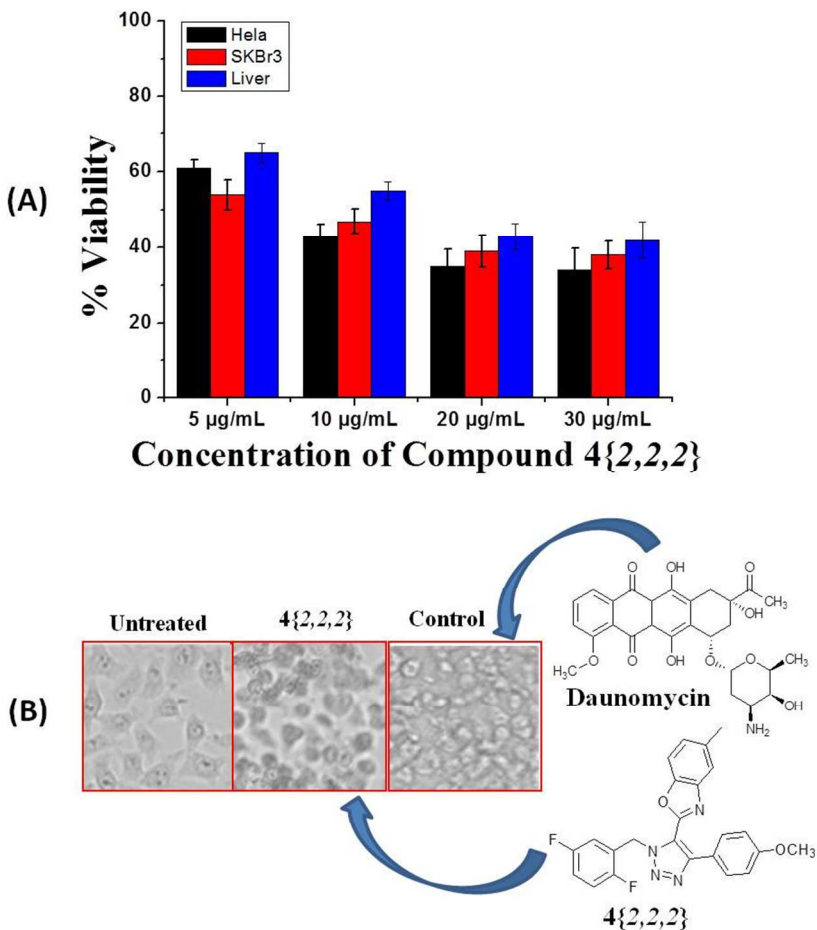 100
80
60
40
20
0
% Viability
(A)
Hela
SKBr3
Liver
5 µg/mL 10 µg/mL 20 µg/mL 30 µg/mL
Concentration of Compound 4{2,2,2}
(B)
Untreated 4{2,2,2} Control
O OH O
CH₃
OH
O O OH
H₃C
O O CH₃
OH
NH₂
Daunomycin
O N
F N OCH₃
N N
F
4{2,2,2}